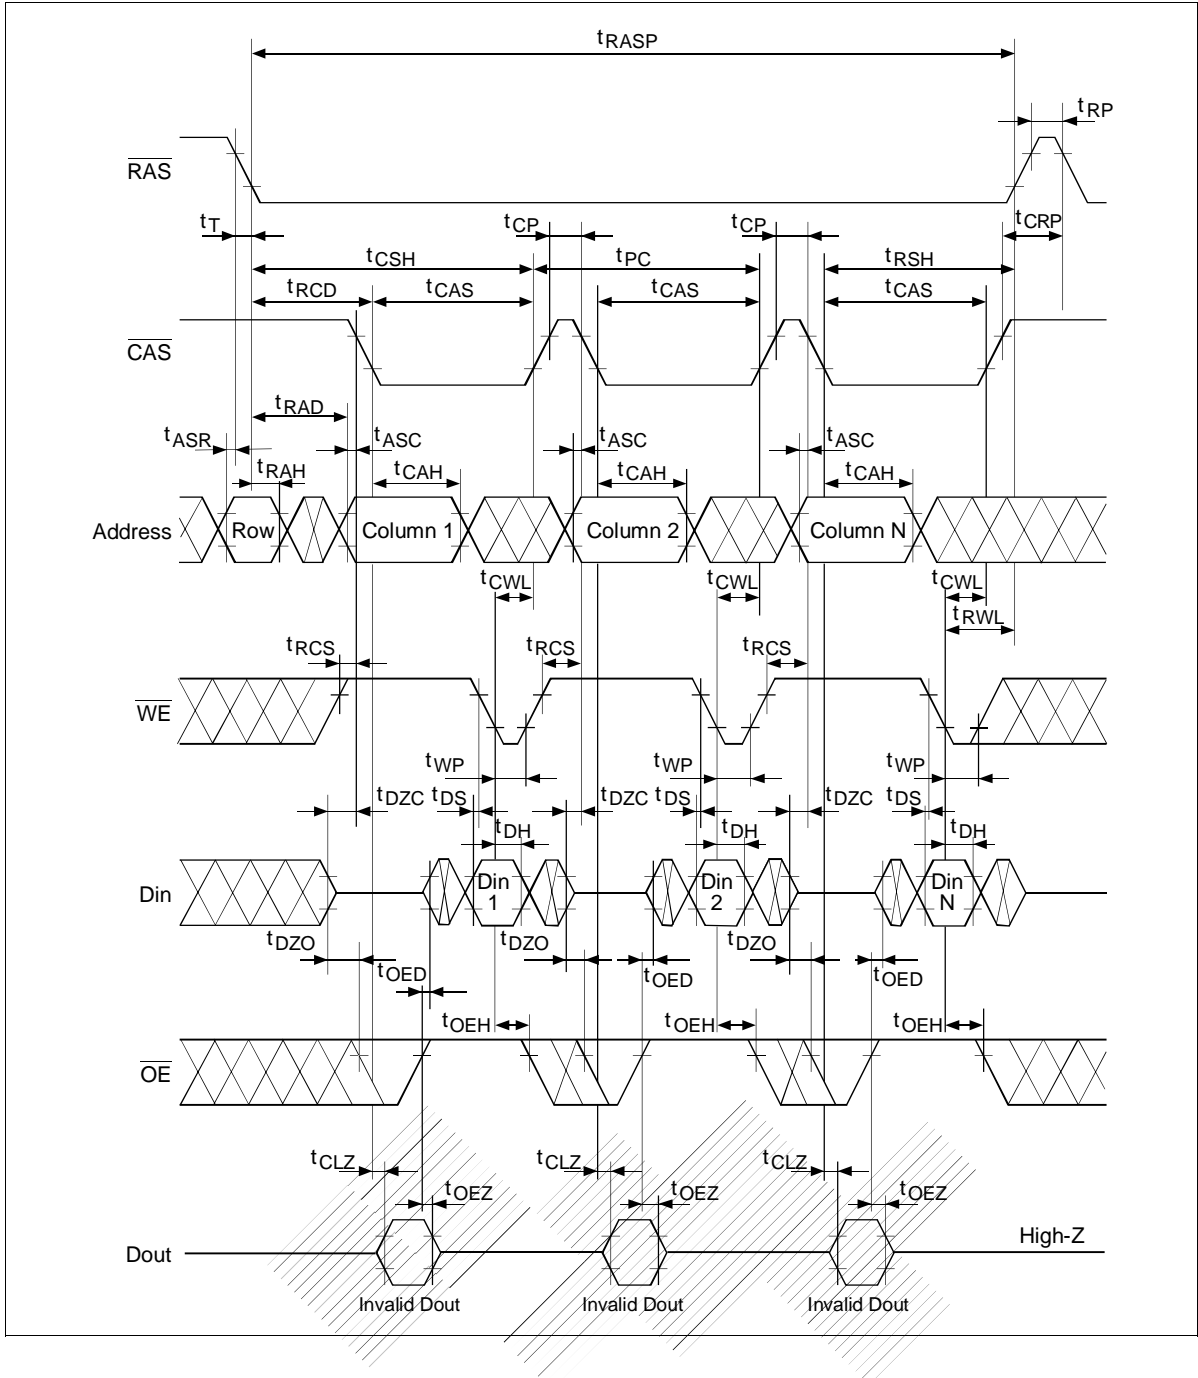 tRASP
tRP
RAS
tT tCP tCP tCRP
tCSH tPC tRSH
tRCD tCAS tCAS tCAS
CAS
tRAD
tASR tASC tASC tASC
tRAH tCAH tCAH tCAH
Address Row Column 1 Column 2 Column N
tCWL tCWL tCWL
tRWL
tRCS tRCS tRCS
WE
tWP tWP tWP
tDZC tDS tDZC tDS tDZC tDS
tDH tDH tDH
Din Din 1 Din 2 Din N
tDZO tDZO tDZO
tOED tOED tOED
tOEH tOEH tOEH
OE
tCLZ tCLZ tCLZ
tOEZ tOEZ tOEZ
Dout High-Z
Invalid Dout Invalid Dout Invalid Dout